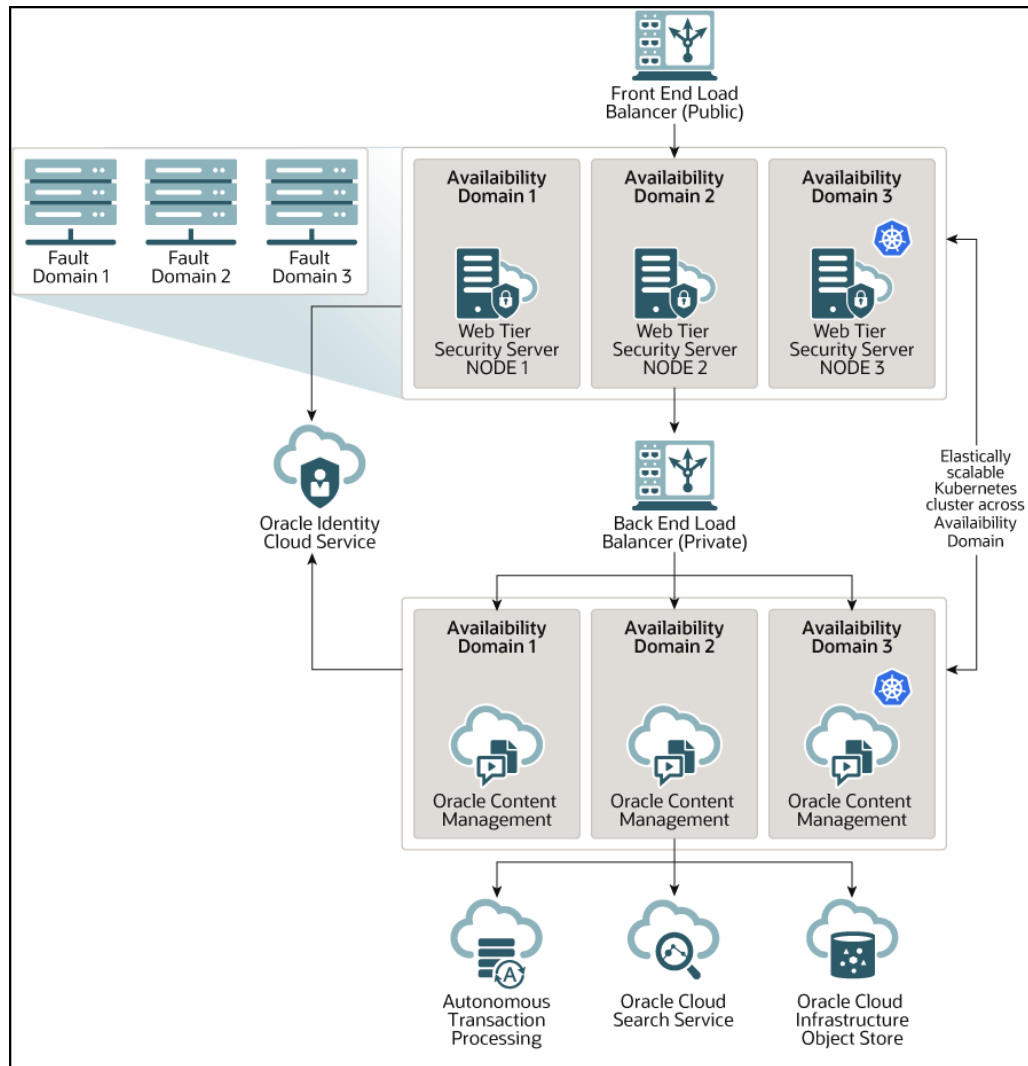 Front End Load
Balancer (Public)
Fault
Domain 1
Fault
Domain 2
Fault
Domain 3
Availaibility
Domain 1
Web Tier
Security Server
NODE 1
Availaibility
Domain 2
Web Tier
Security Server
NODE 2
Availaibility
Domain 3
Web Tier
Security Server
NODE 3
Oracle Identity
Cloud Service
Back End Load
Balancer (Private)
Elastically
scalable
Kubernetes
cluster across
Availaibility
Domain
Availaibility
Domain 1
Oracle Content
Management
Availaibility
Domain 2
Oracle Content
Management
Availaibility
Domain 3
Oracle Content
Management
A
Autonomous
Transaction
Processing
Oracle Cloud
Search Service
Oracle Cloud
Infrastructure
Object Store